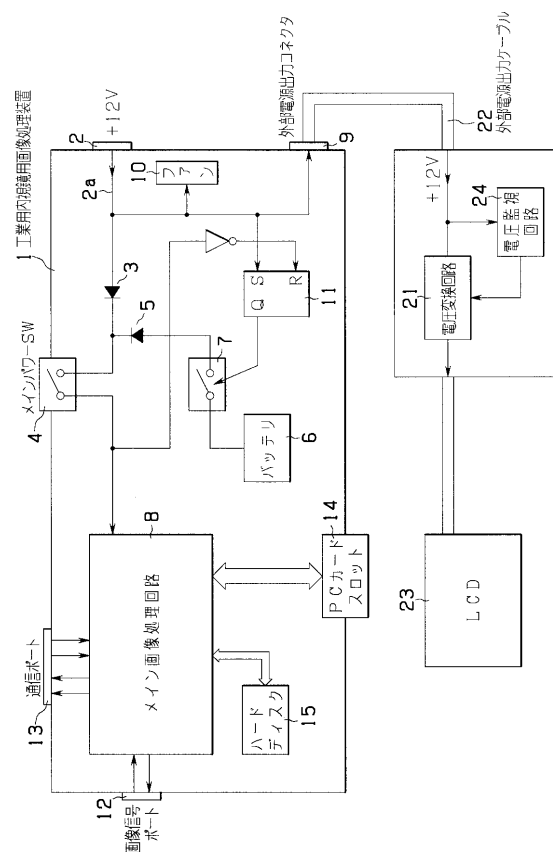 1 工業用内視鏡用画像処理装置
メインパワーSW
4
通信ポート
13
12
画像信号
ポート
8
メイン画像処理回路
ハード
ディスク
15
14
PCカード
スロット
バッテリ
6
7
5
3
2a
2
+12V
10
ファン
S
Q
R
11
外部電源出力コネクタ
9
22
外部電源出力ケーブル
+12V
24
電圧監視
回路
21
電圧変換回路
23
LCD